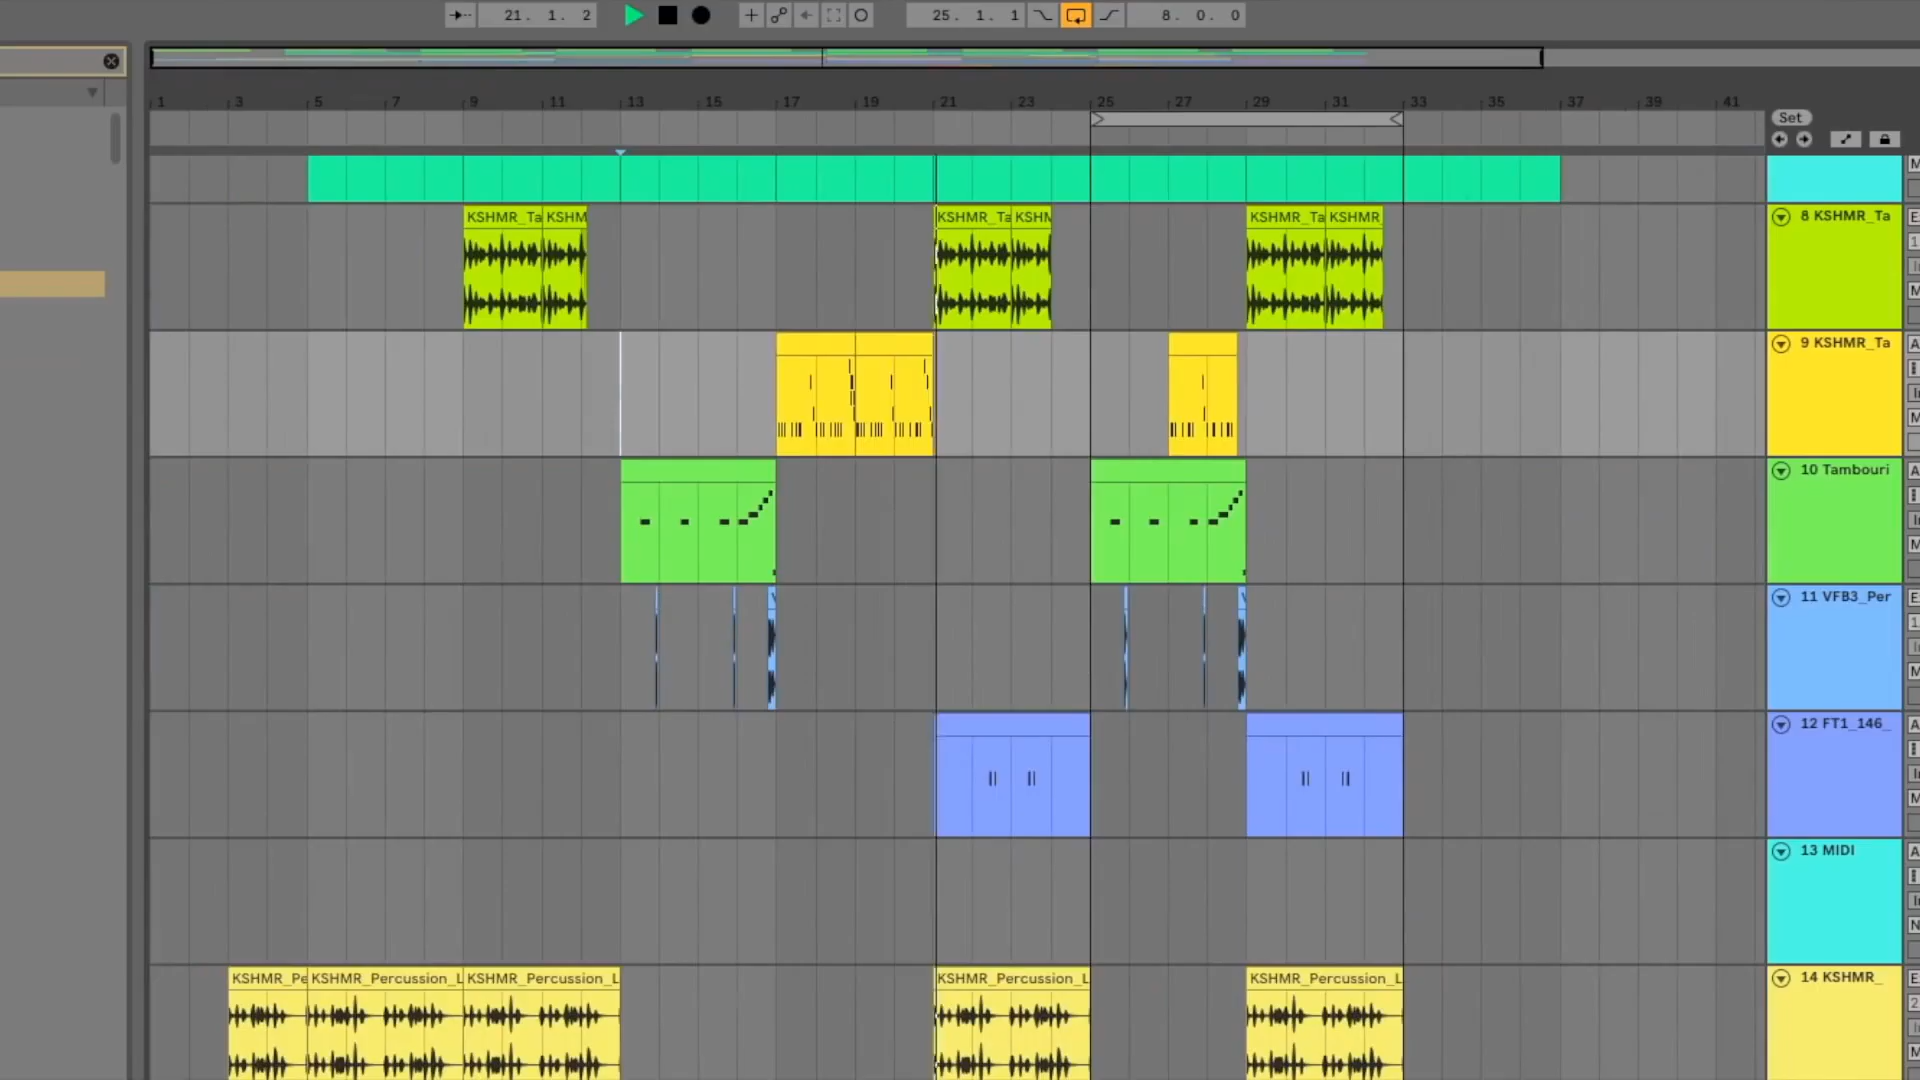 21. 1. 2
25. 1. 1
8. 0. 0
1 3 5 7 9 11 13 15 17 19 21 23 25 27 29 31 33 35 37 39 41
Set
KSHMR_Ta KSHM KSHMR_Ta KSHM KSHMR_Ta KSHMR_
8 KSHMR_Ta
9 KSHMR_Ta
10 Tambouri
11 VFB3_Per
12 FT1_146_
13 MIDI
KSHMR_Pe KSHMR_Percussion_L KSHMR_Percussion_L KSHMR_Percussion_L KSHMR_Percussion_L
14 KSHMR_